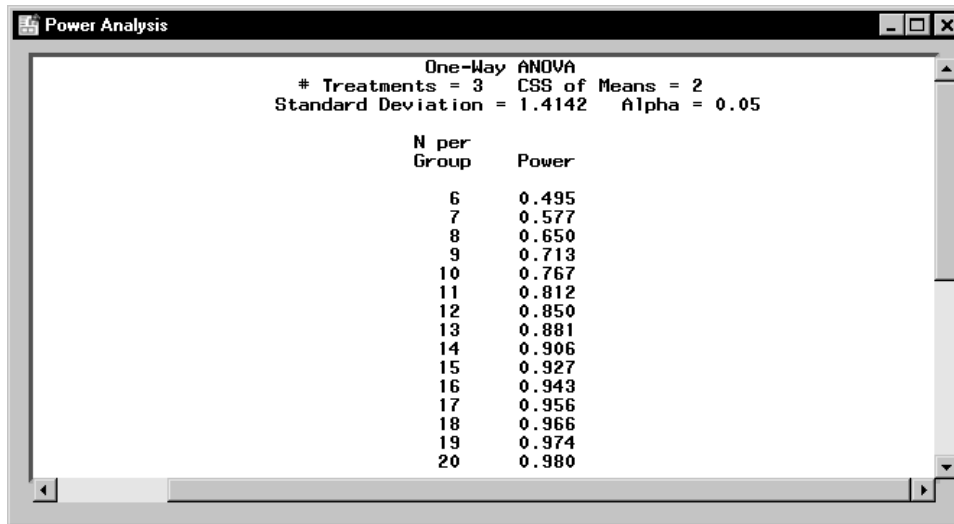 Power Analysis
One-Way ANOVA
# Treatments = 3 CSS of Means = 2
Standard Deviation = 1.4142 Alpha = 0.05
N per
Group Power
6 0.495
7 0.577
8 0.650
9 0.713
10 0.767
11 0.812
12 0.850
13 0.881
14 0.906
15 0.927
16 0.943
17 0.956
18 0.966
19 0.974
20 0.980